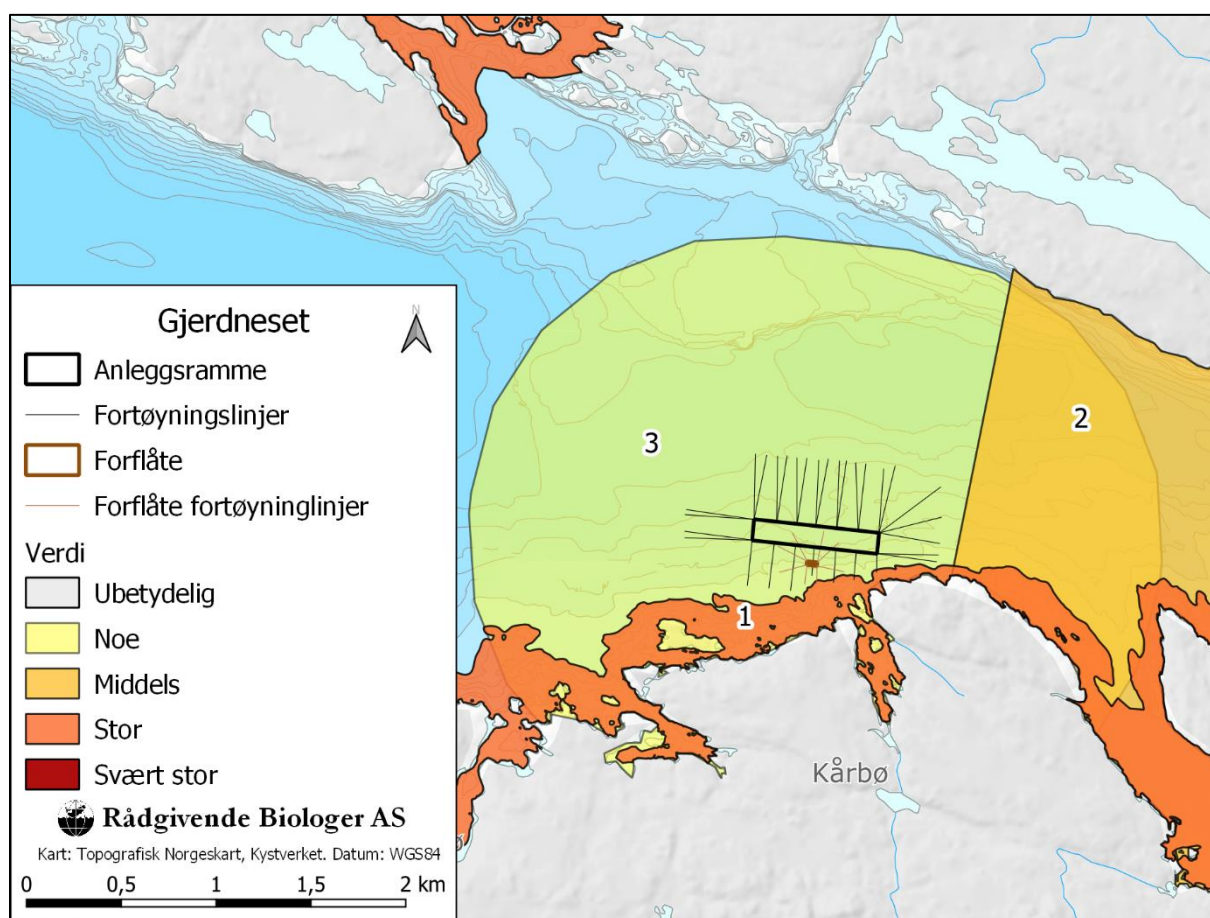 3
2
1
Kårbø
Gjerdneset
N
Anleggsramme
Fortøyningslinjer
Forflåte
Forflåte fortøyninglinjer
Verdi
Ubetydelig
Noe
Middels
Stor
Svært stor
Rådgivende Biologer AS
Kart: Topografisk Norgeskart, Kystverket. Datum: WGS84
0 0,5 1 1,5 2 km